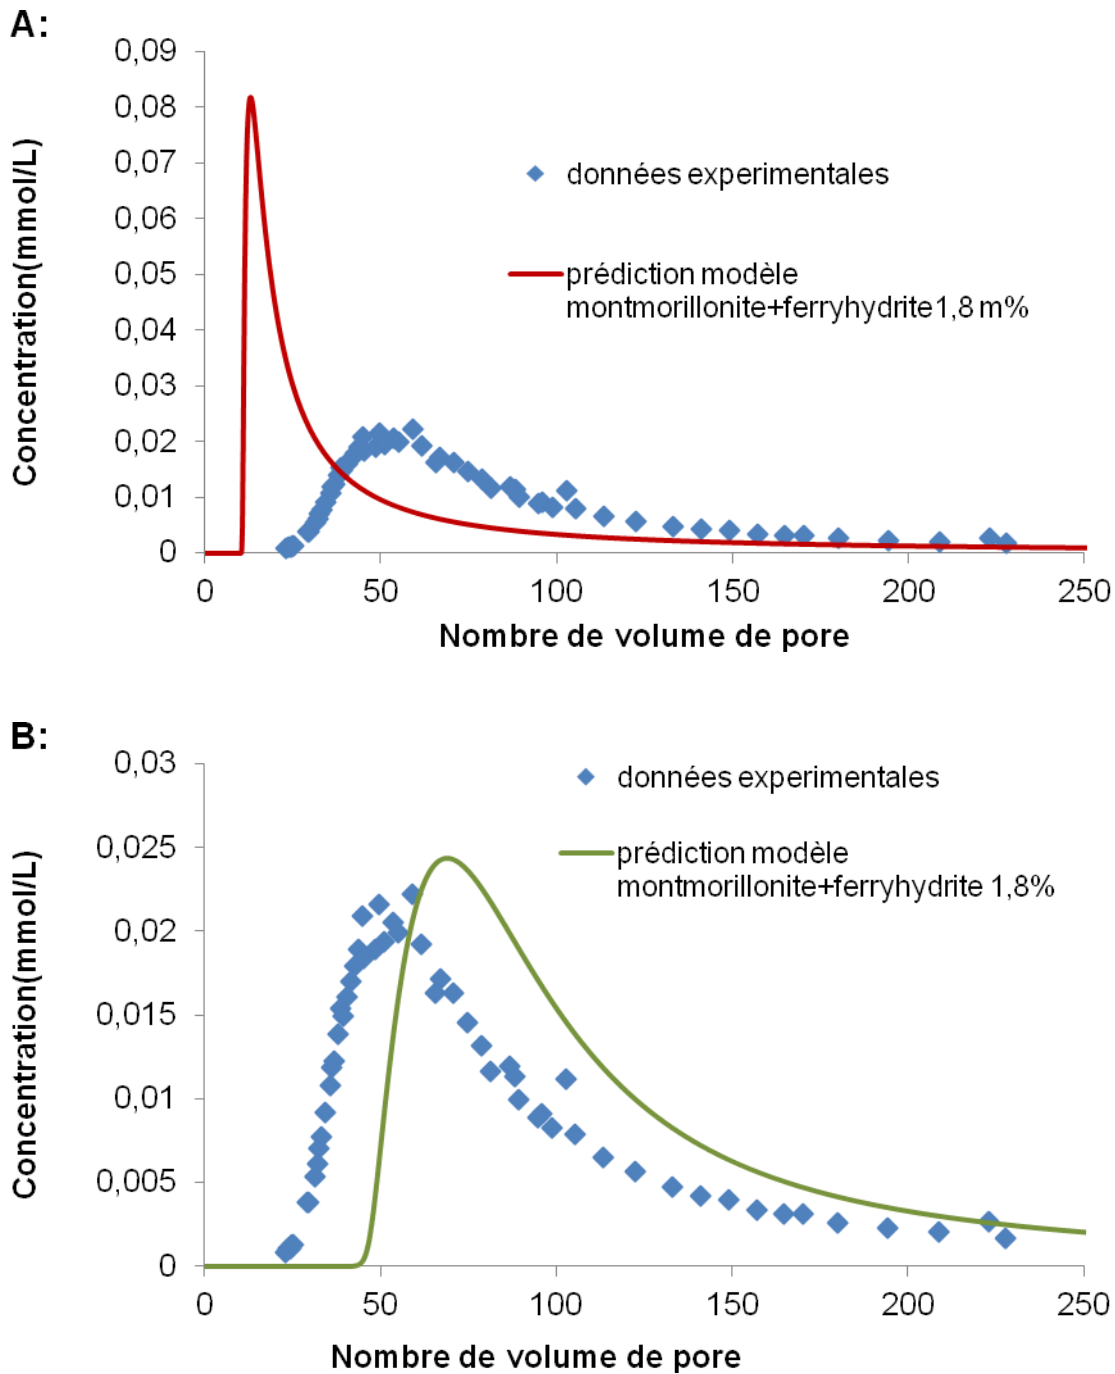 A:
0,09
0,08
0,07
0,06
0,05
0,04
0,03
0,02
0,01
0
Concentration(mmol/L)
données experimentales
prédiction modèle
montmorillonite+ferryhydrite1,8 m%
0 50 100 150 200 250
Nombre de volume de pore
B:
0,03
0,025
0,02
0,015
0,01
0,005
0
Concentration(mmol/L)
données experimentales
prédiction modèle
montmorillonite+ferryhydrite 1,8%
0 50 100 150 200 250
Nombre de volume de pore